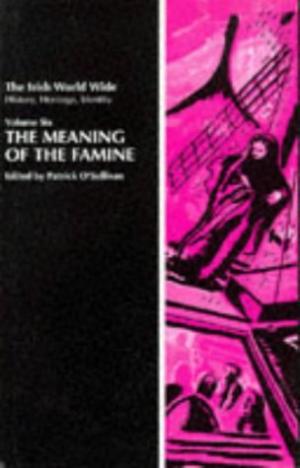 The Irish World Wide
History, Heritage, Identity
Volume Six
THE MEANING
OF THE FAMINE
Edited by Patrick O'Sullivan